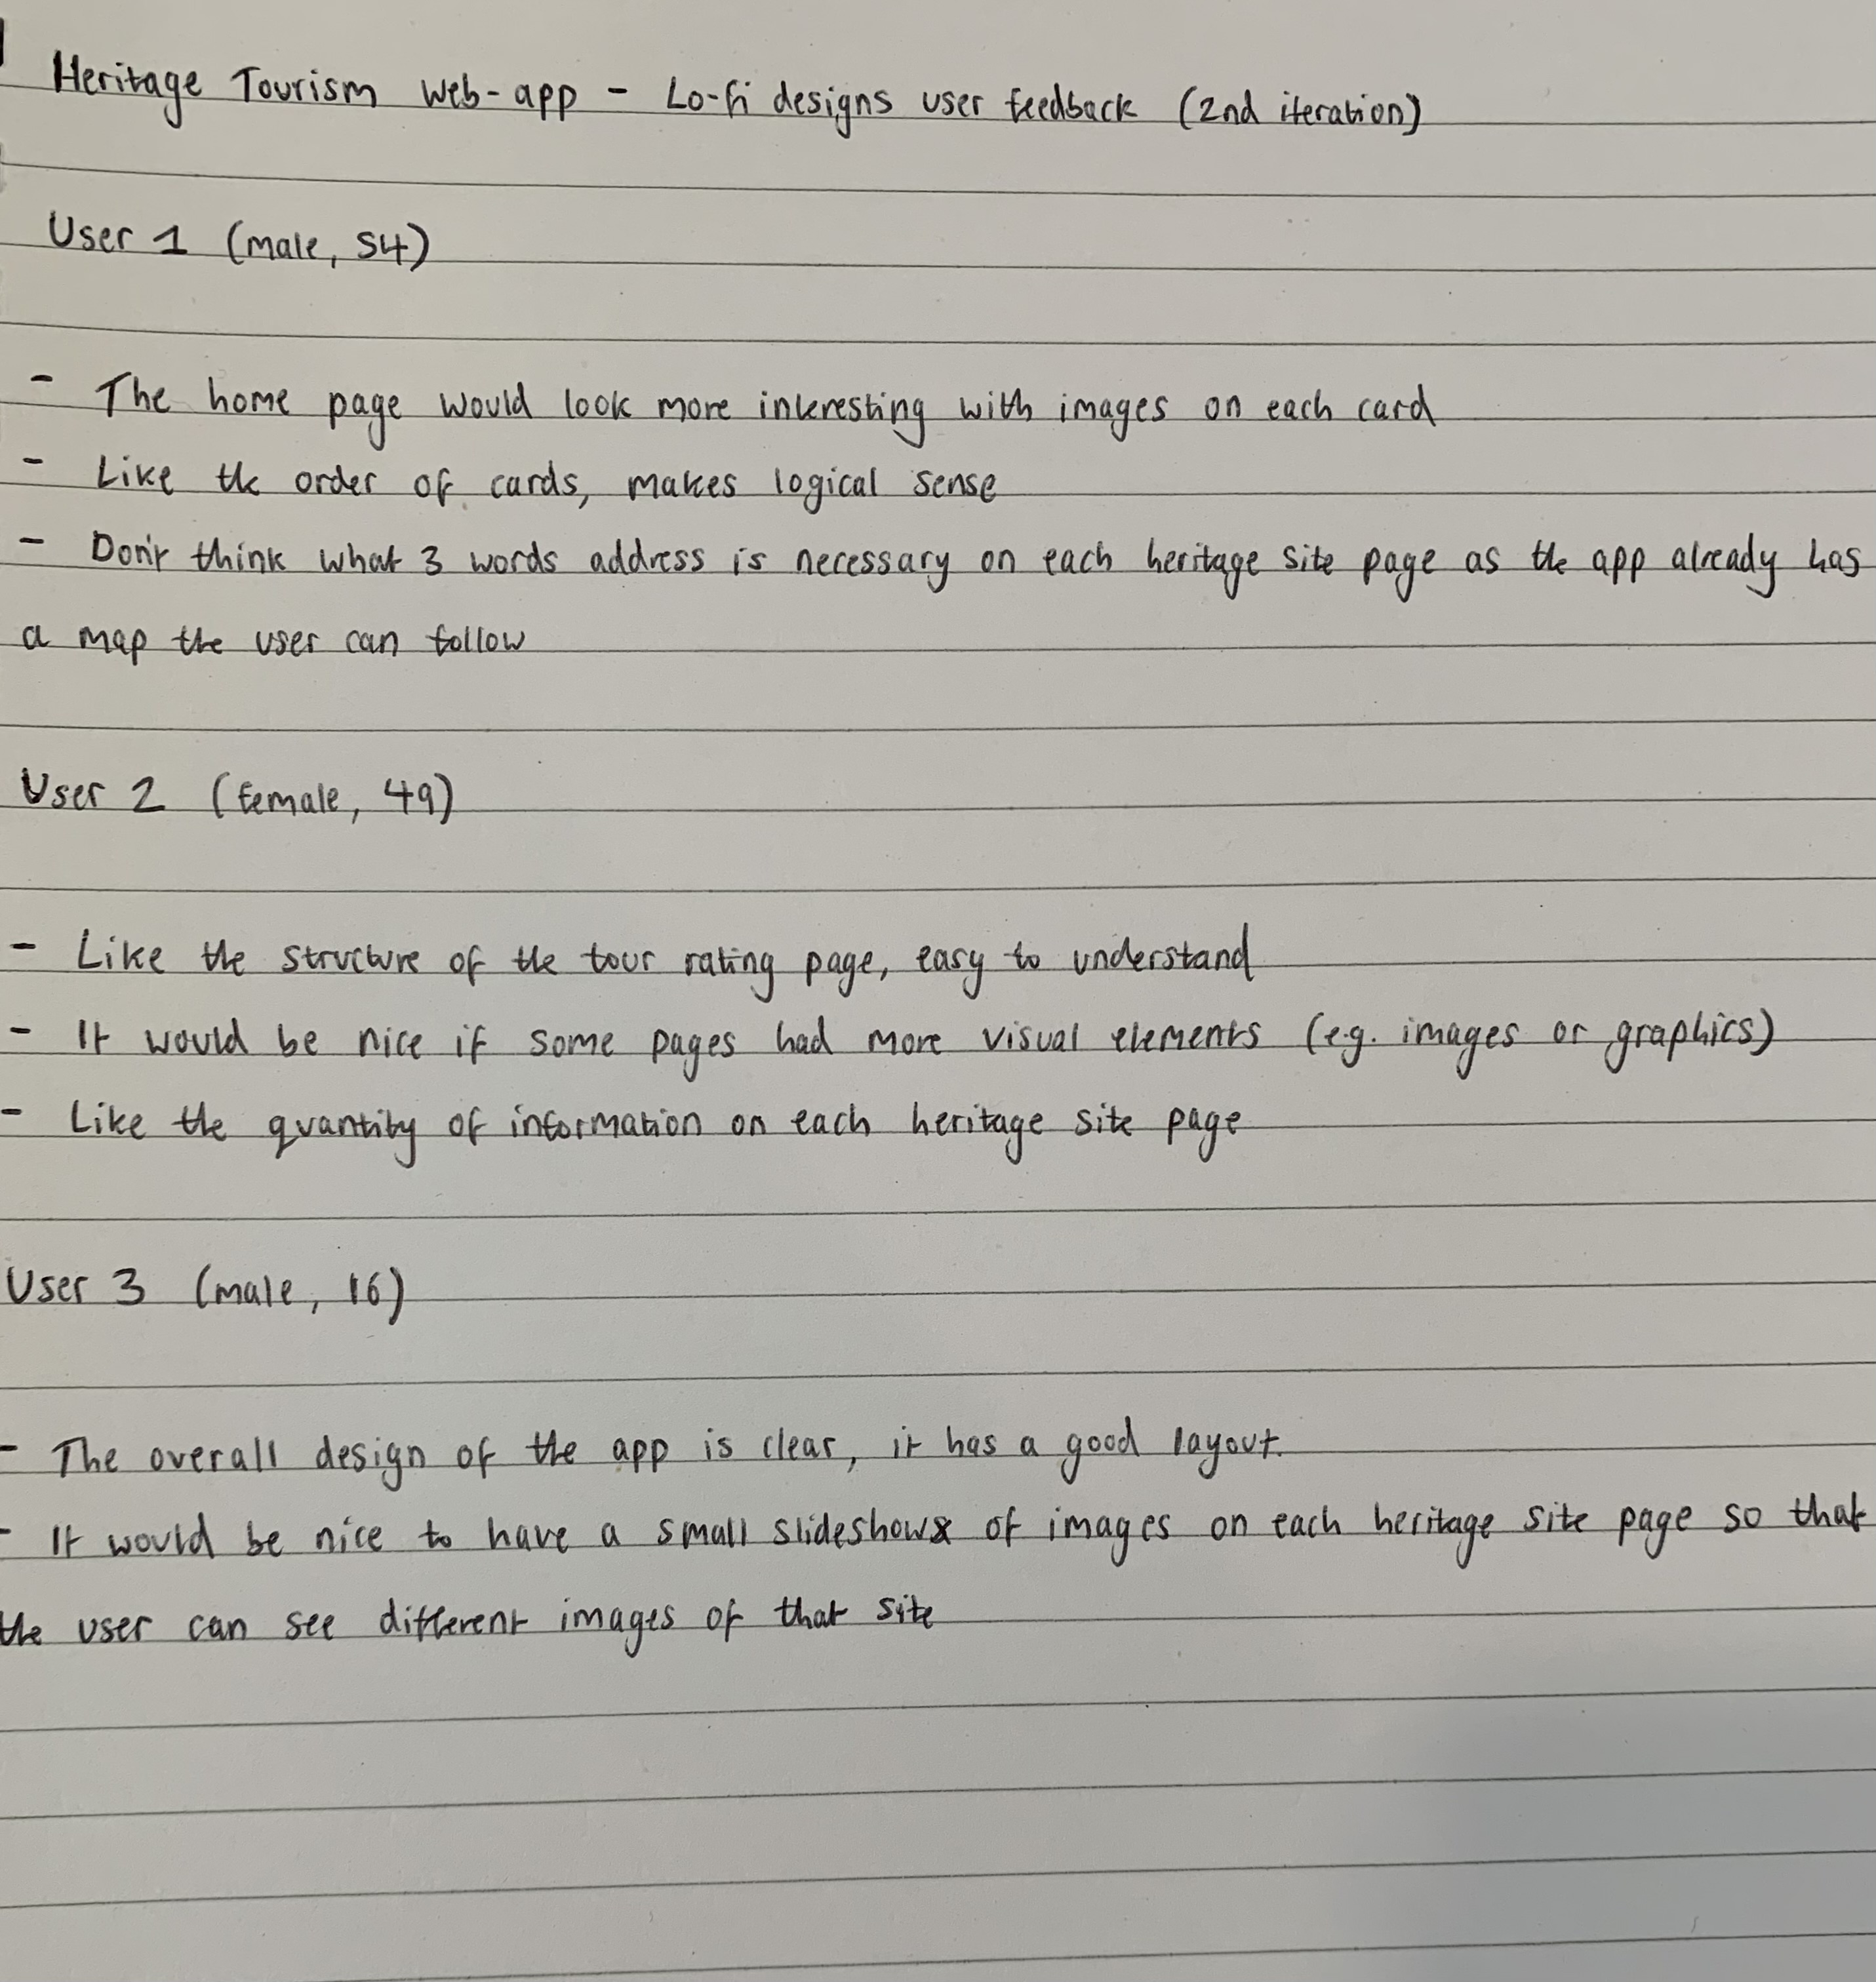 Heritage Tourism web-app - Lo-fi designs user feedback (2nd iteration)
User 1 (male, 54)
- The home page would look more interesting with images on each card
- Like the order of cards, makes logical sense
- Don't think what 3 words address is necessary on each heritage site page as the app already has
a map the user can follow
User 2 (female, 49)
- Like the structure of the tour rating page, easy to understand
- It would be nice if some pages had more visual elements (e.g. images or graphics)
- Like the quantity of information on each heritage site page
User 3 (male, 16)
- The overall design of the app is clear, it has a good layout.
- It would be nice to have a small slideshow of images on each heritage site page so that
the user can see different images of that site